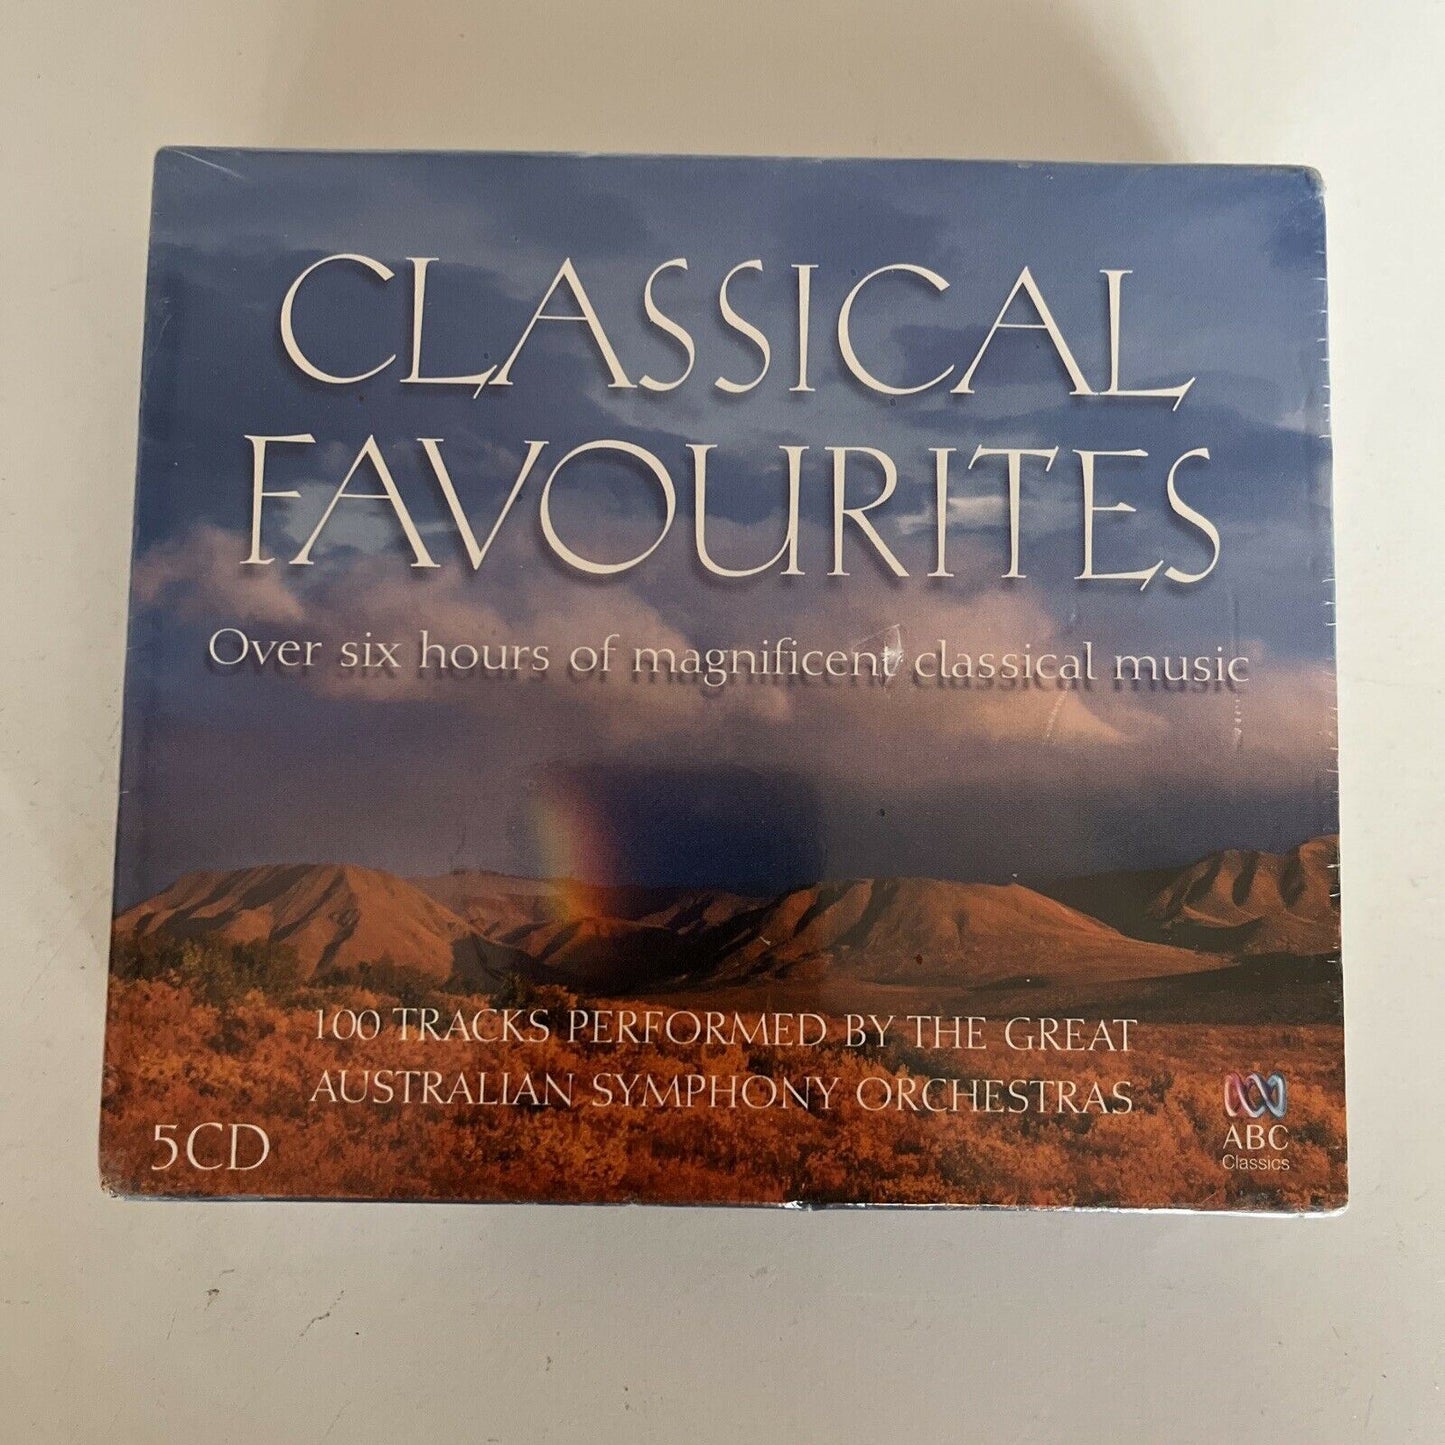 CLASSICAL
FAVOURITES
Over six hours of magnificent classical music
100 TRACKS PERFORMED BY THE GREAT
AUSTRALIAN SYMPHONY ORCHESTRAS
5CD
ABC
Classics